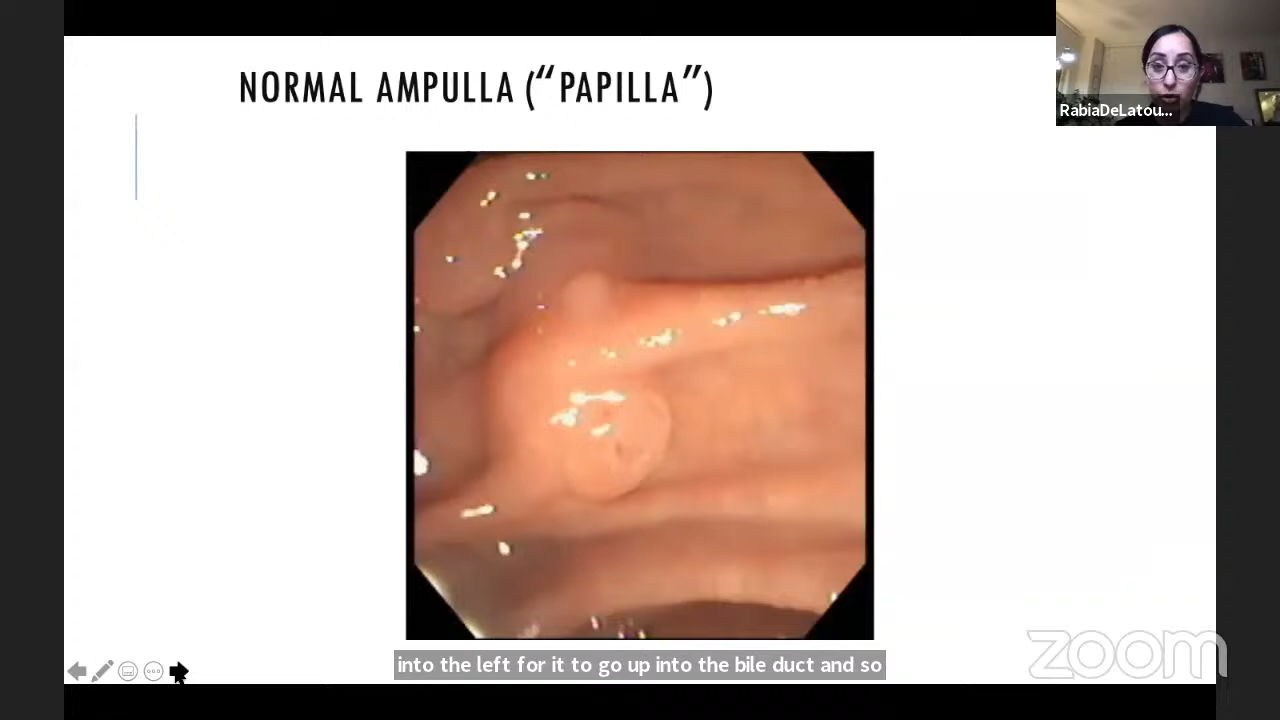 NORMAL AMPULLA (“PAPILLA”)
RabiaDeLatou...
into the left for it to go up into the bile duct and so
zoom